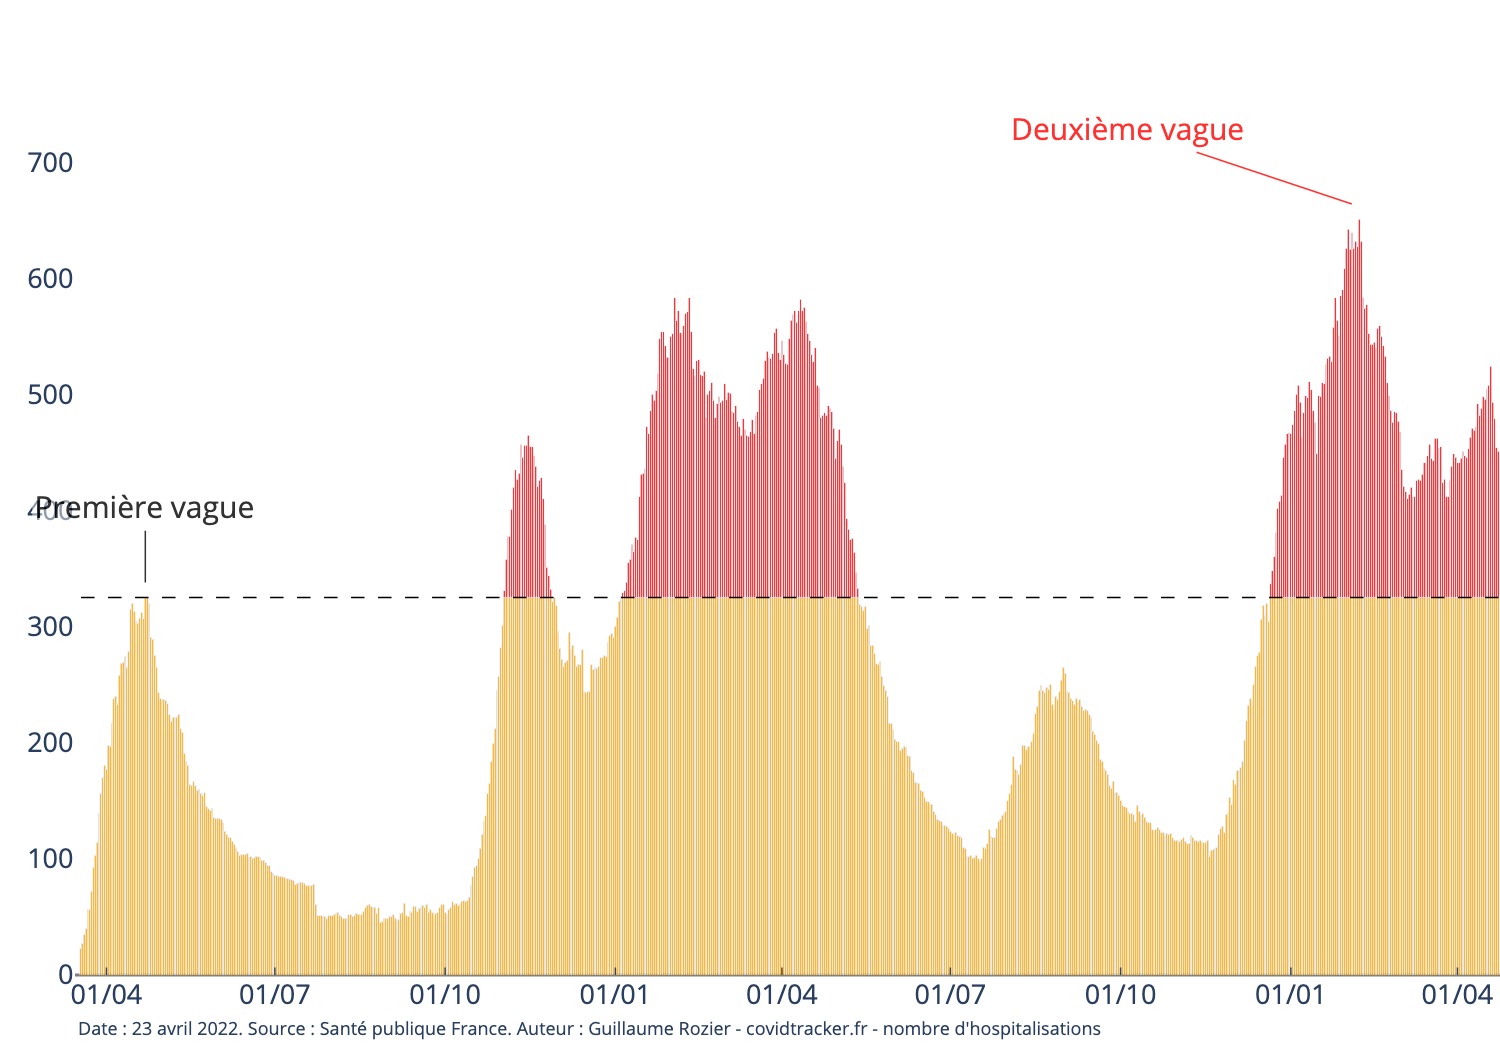 Deuxième vague
700
600
500
400
Première vague
300
200
100
0
01/04 01/07 01/10 01/01 01/04 01/07 01/10 01/01 01/04
Date : 23 avril 2022. Source : Santé publique France. Auteur : Guillaume Rozier - covidtracker.fr - nombre d'hospitalisations